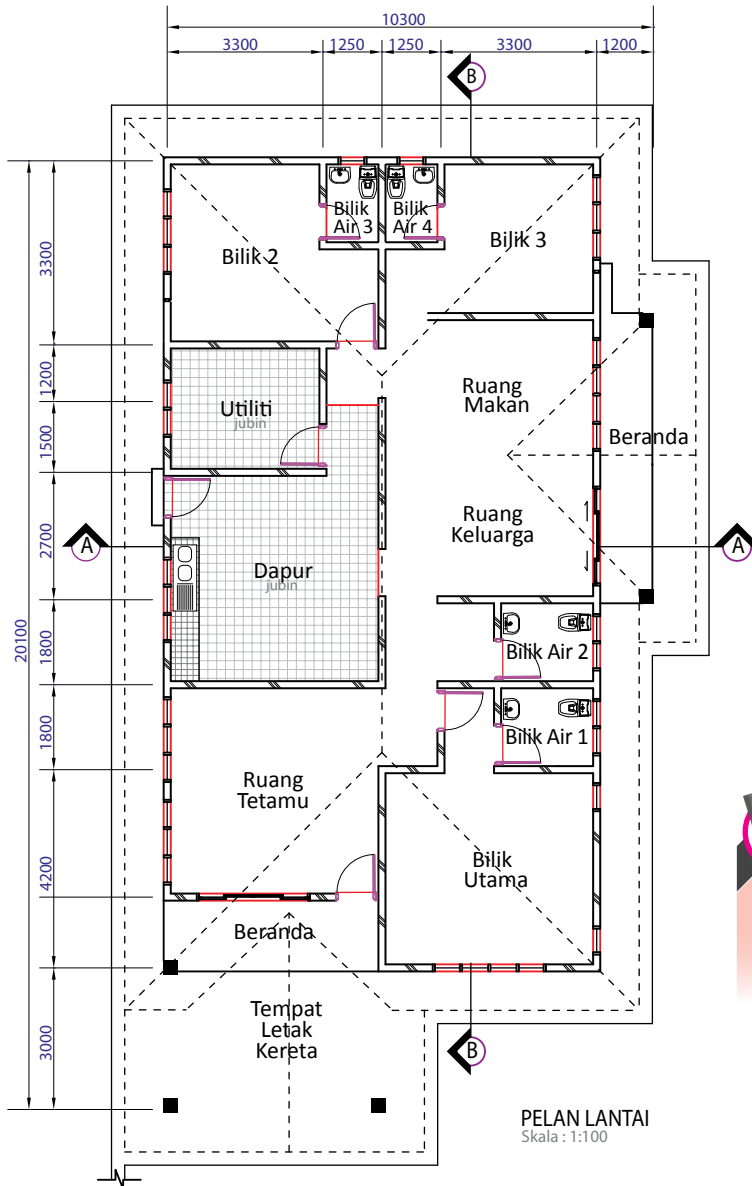 10300
3300 1250 1250 3300 1200
B
Bilik 2
Bilik
Air 3
Bilik
Air 4
Bilik 3
3300
1200
1500
2700
1800
1800
4200
3000
20100
Utiliti
jubin
Ruang
Makan
Beranda
Ruang
Keluarga
A
A
Dapur
jubin
Bilik Air 2
Bilik Air 1
Ruang
Tetamu
Bilik
Utama
Beranda
Tempat
Letak
Kereta
B
PELAN LANTAI
Skala : 1:100